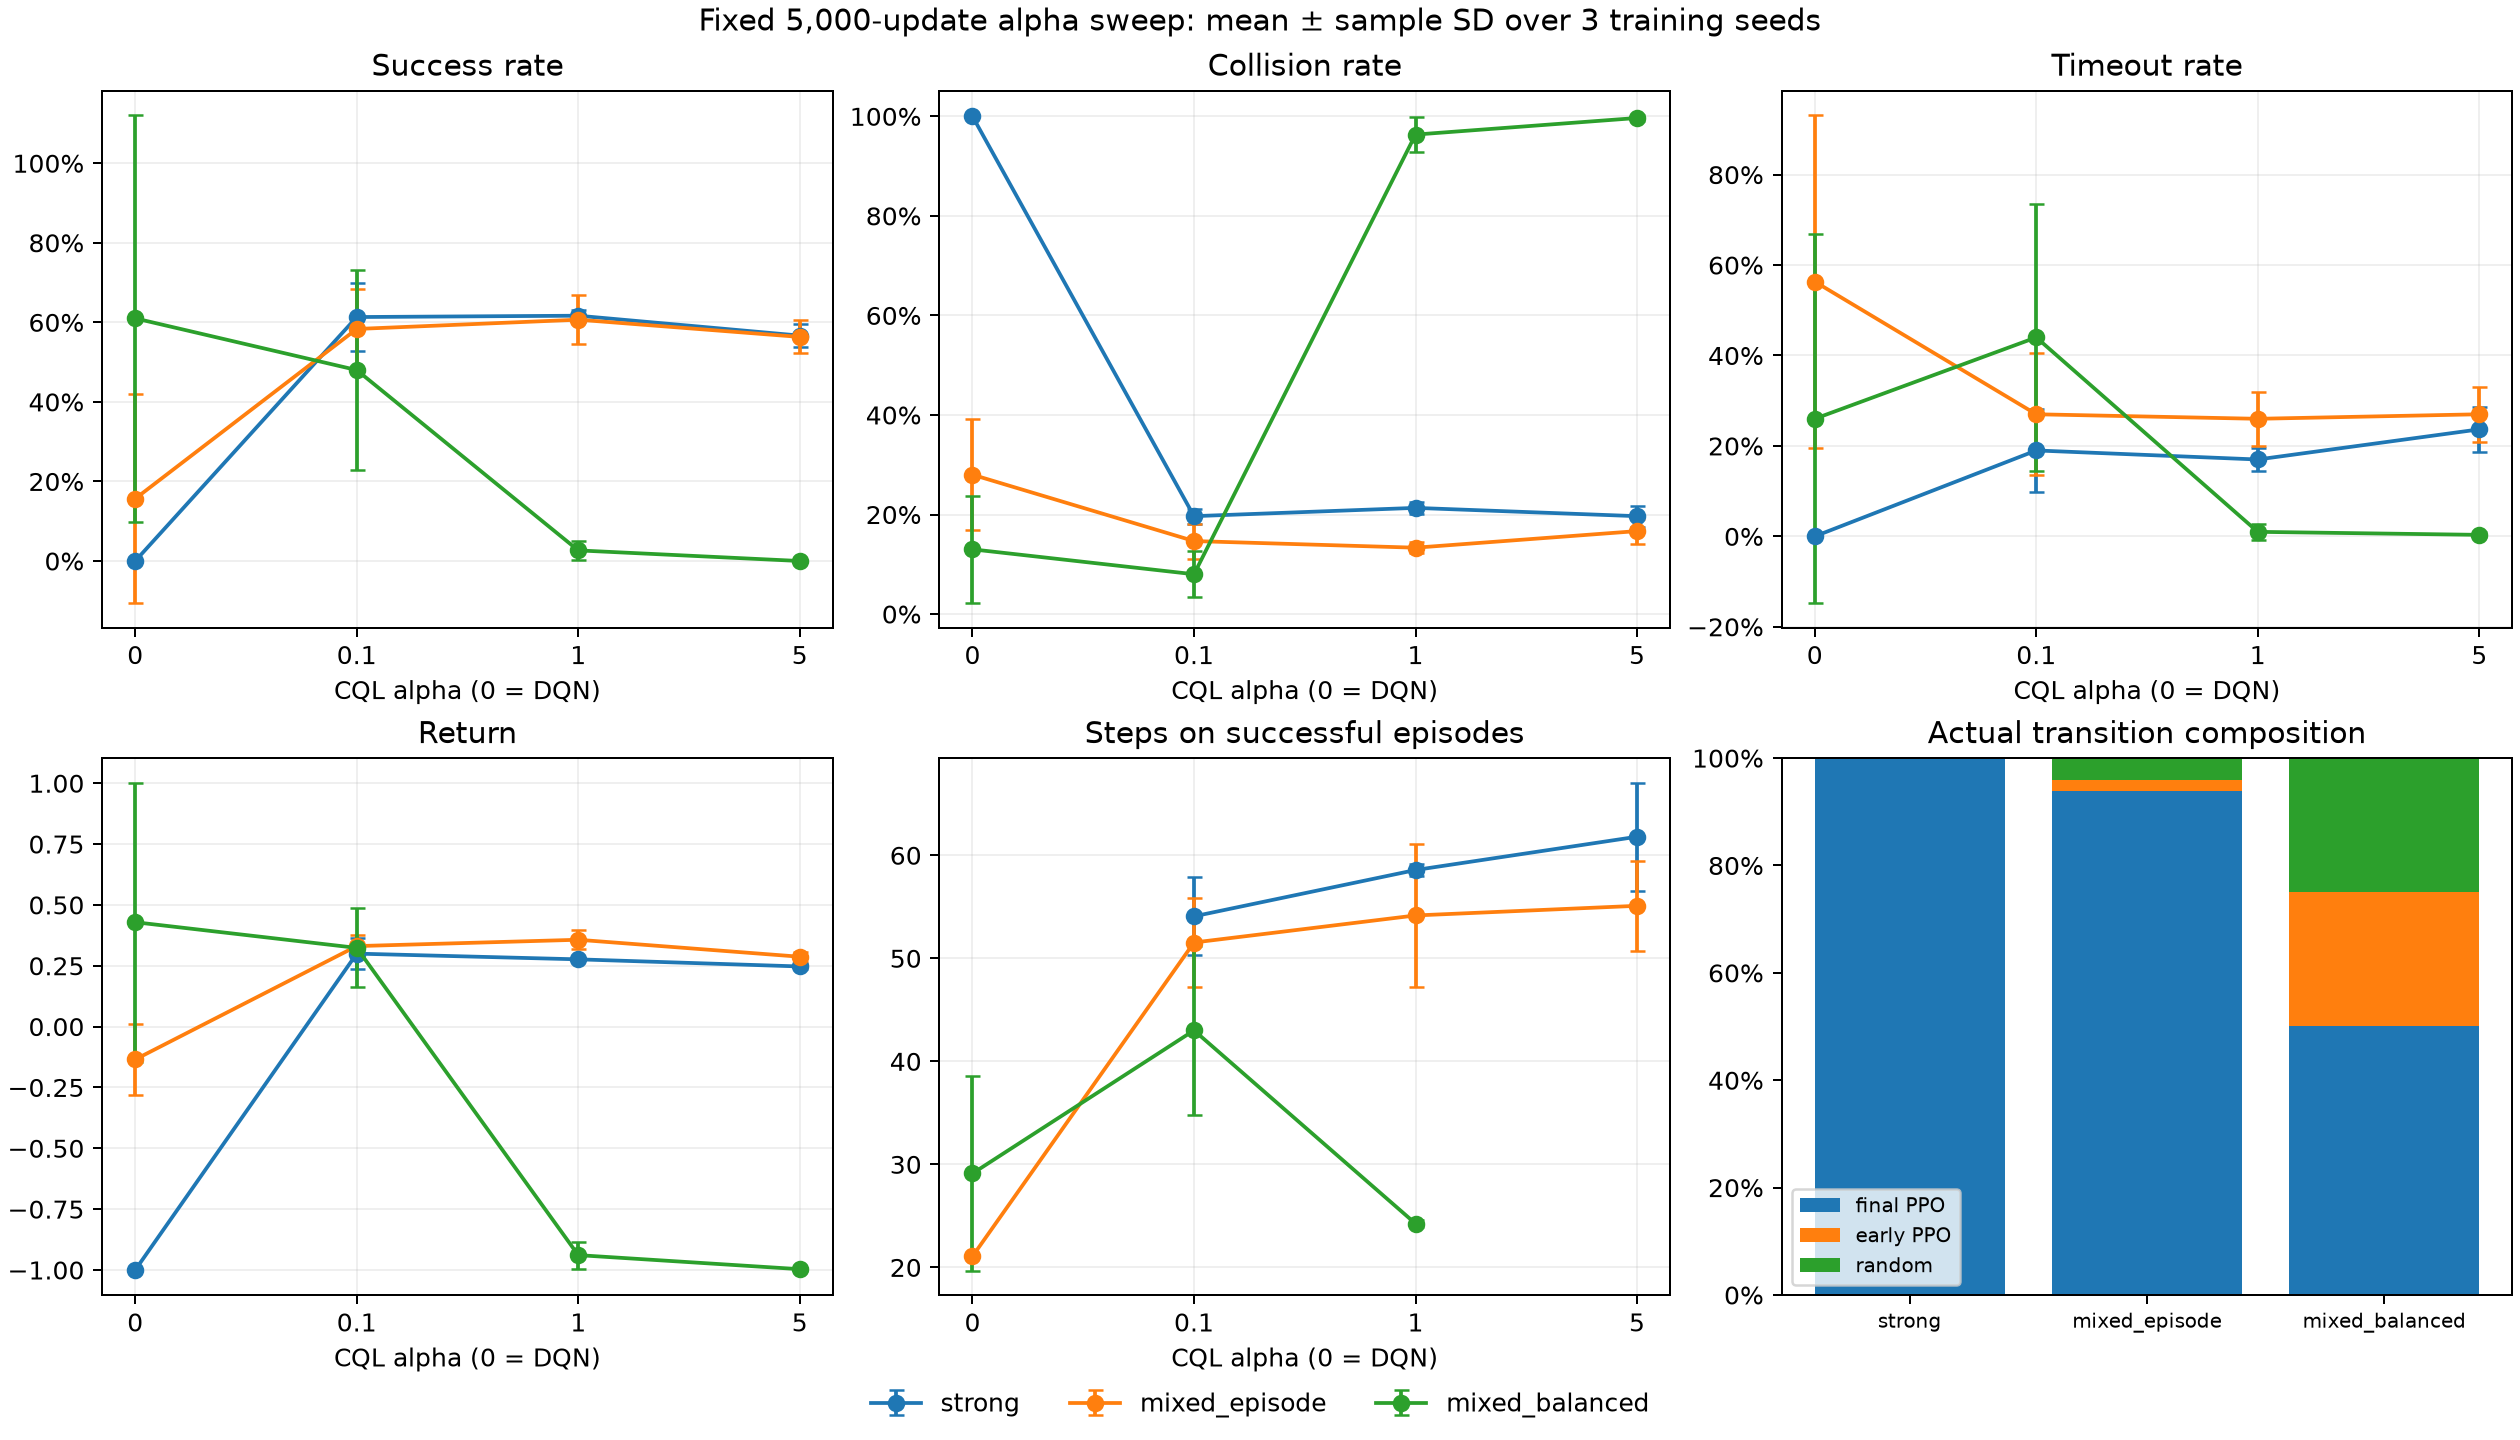 Fixed 5,000-update alpha sweep: mean ± sample SD over 3 training seeds
Success rate
100%
80%
60%
40%
20%
0%
0 0.1 1 5
CQL alpha (0 = DQN)
Collision rate
100%
80%
60%
40%
20%
0%
0 0.1 1 5
CQL alpha (0 = DQN)
Timeout rate
80%
60%
40%
20%
0%
−20%
0 0.1 1 5
CQL alpha (0 = DQN)
Return
1.00
0.75
0.50
0.25
0.00
−0.25
−0.50
−0.75
−1.00
0 0.1 1 5
CQL alpha (0 = DQN)
Steps on successful episodes
60
50
40
30
20
0 0.1 1 5
CQL alpha (0 = DQN)
Actual transition composition
100%
80%
60%
40%
20%
0%
final PPO
early PPO
random
strong mixed_episode mixed_balanced
strong mixed_episode mixed_balanced